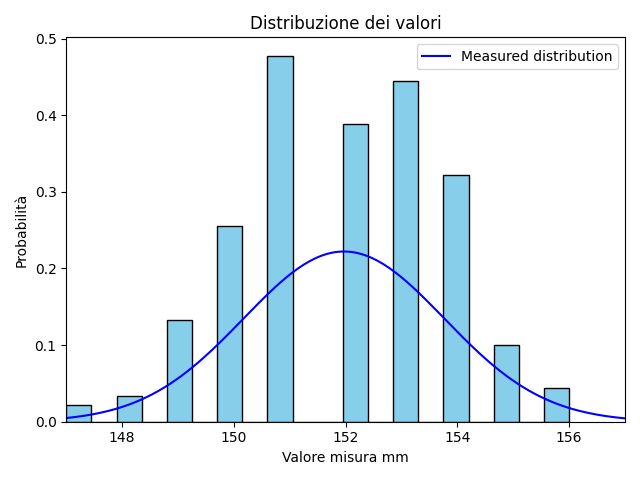 Distribuzione dei valori
Measured distribution
0.5
0.4
0.3
0.2
0.1
0.0
Probabilità
148 150 152 154 156
Valore misura mm